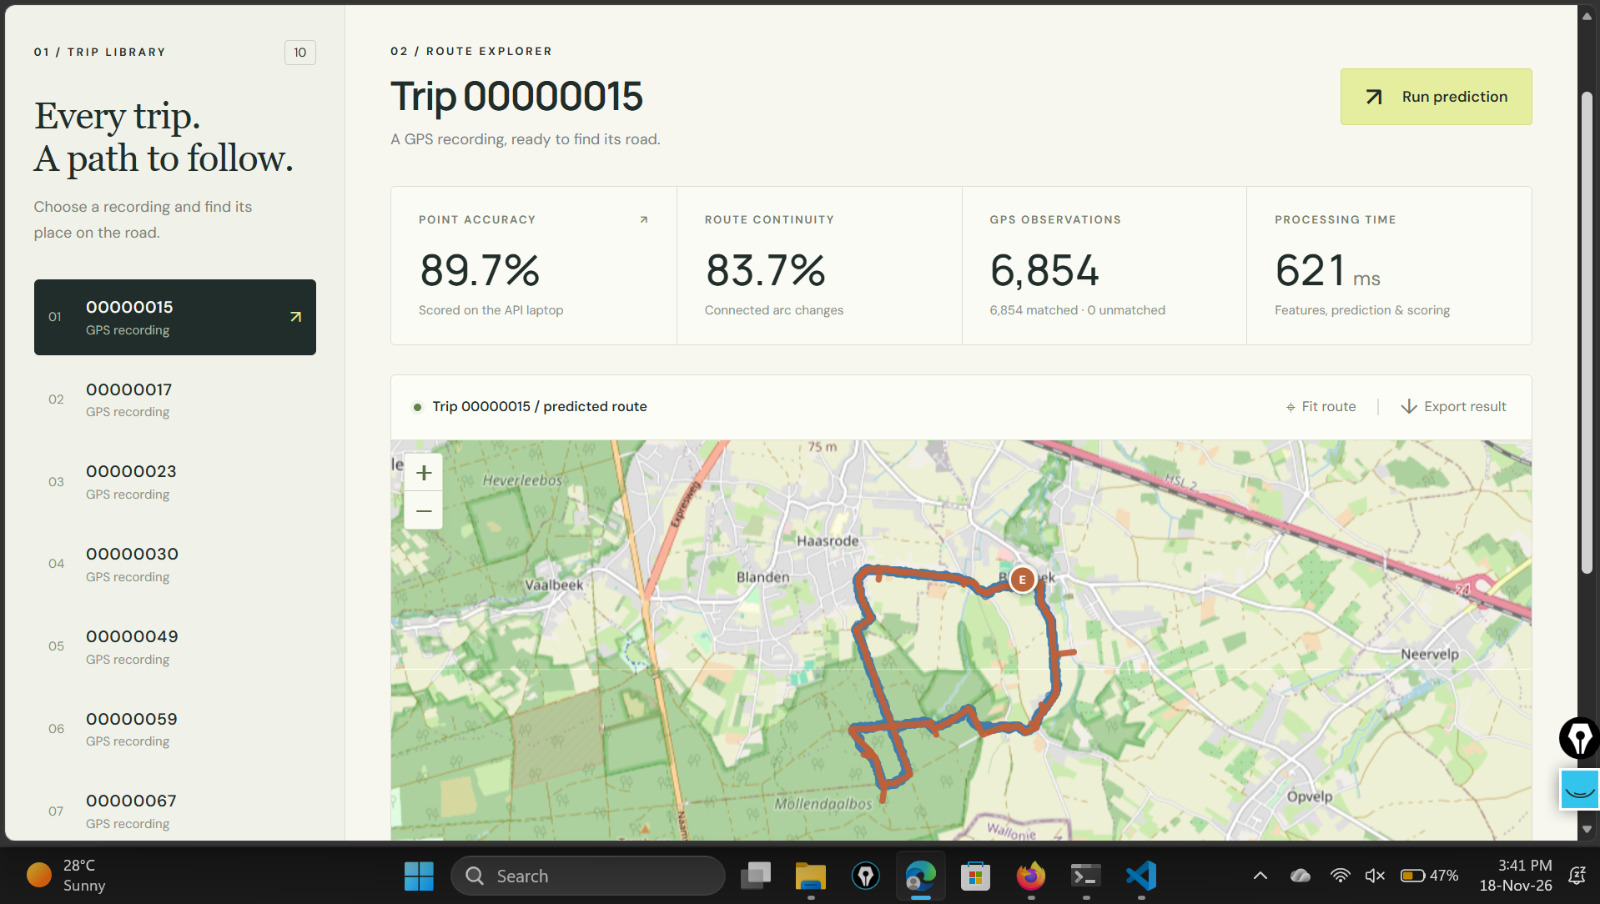 01 / TRIP LIBRARY
10
Every trip.
A path to follow.
Choose a recording and find its
place on the road.
01
00000015
GPS recording
02
00000017
GPS recording
03
00000023
GPS recording
04
00000030
GPS recording
05
00000049
GPS recording
06
00000059
GPS recording
07
00000067
GPS recording
02 / ROUTE EXPLORER
Trip 00000015
A GPS recording, ready to find its road.
Run prediction
POINT ACCURACY
89.7%
Scored on the API laptop
ROUTE CONTINUITY
83.7%
Connected arc changes
GPS OBSERVATIONS
6,854
6,854 matched · 0 unmatched
PROCESSING TIME
621 ms
Features, prediction & scoring
Trip 00000015 / predicted route
Fit route
Export result
+
−
75 m
Heverleebos
Expresweg
HSL 2
Haasrode
Blanden
Vaalbeek
E
24
Neervelp
Mollendaalbos
Opvelp
Wallonie
28°C
Sunny
Search
47%
3:41 PM
18-Nov-26